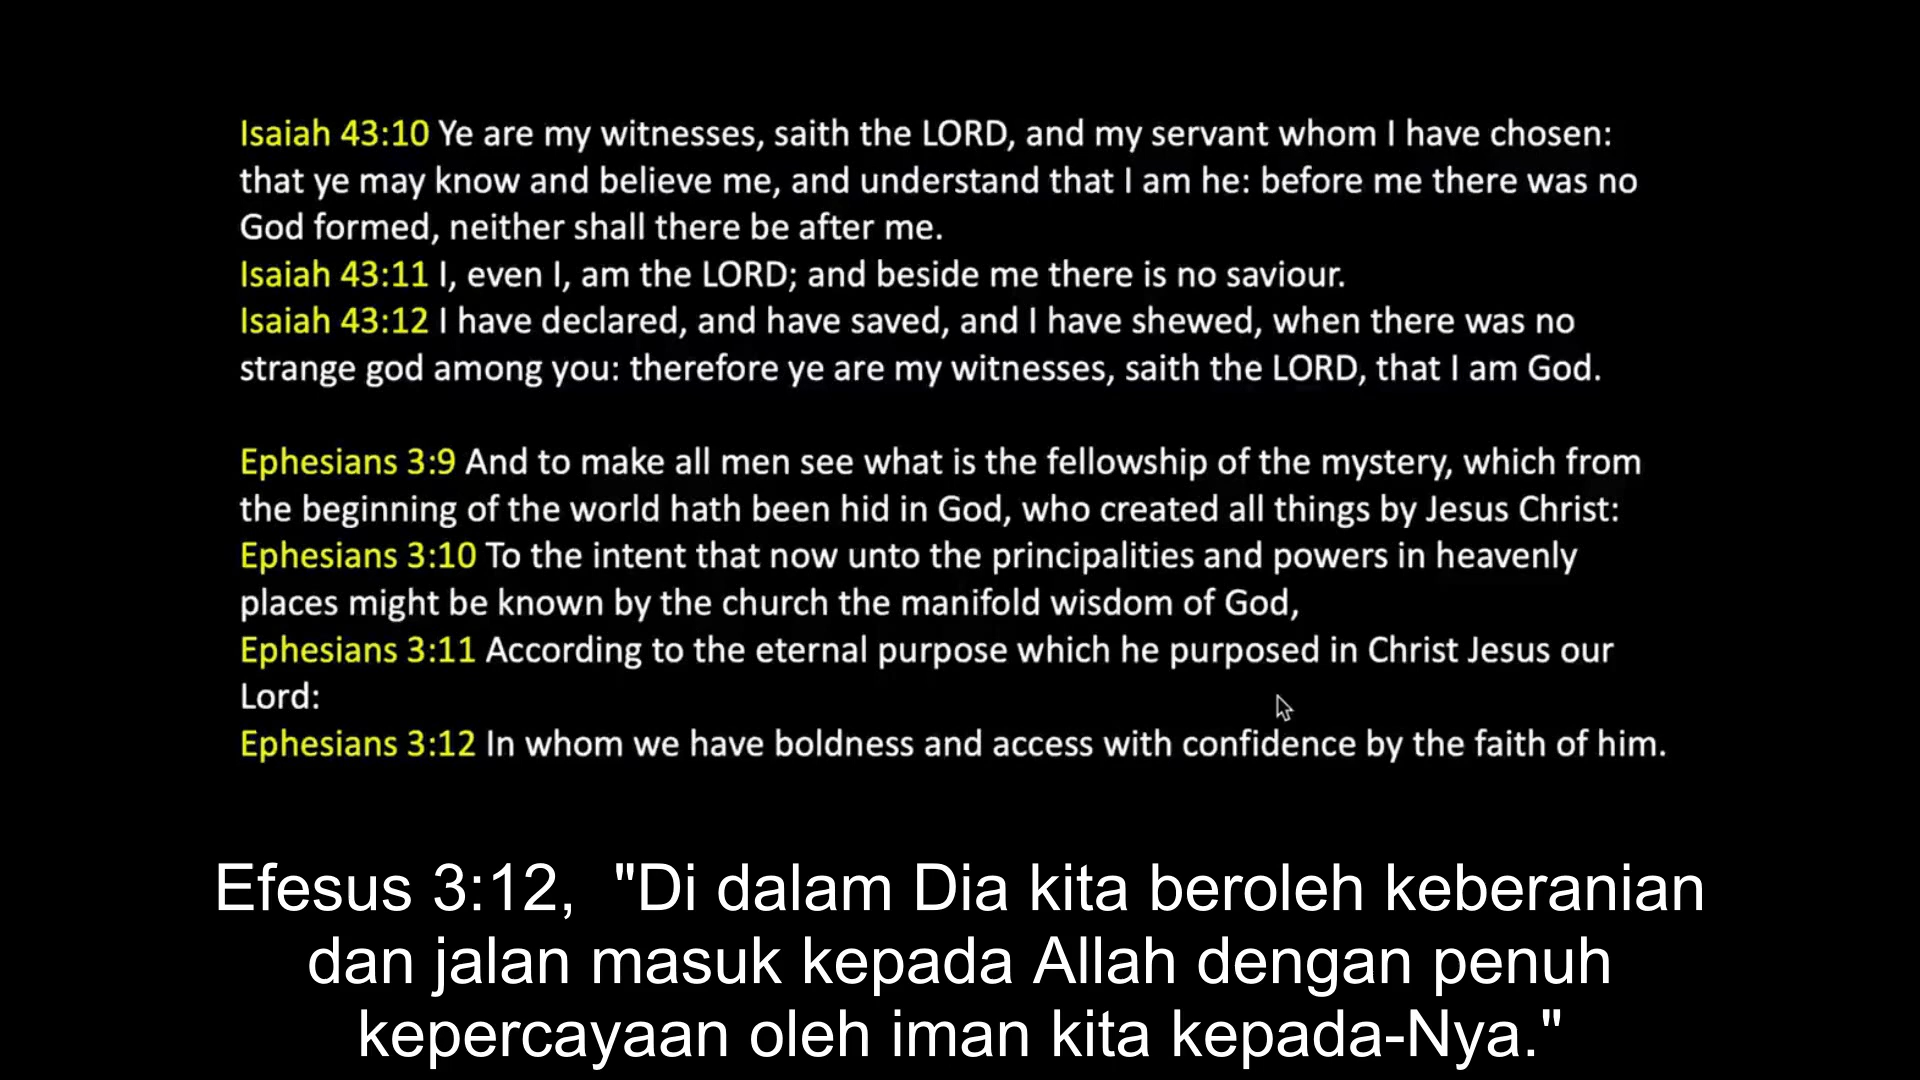 Isaiah 43:10 Ye are my witnesses, saith the LORD, and my servant whom I have chosen:
that ye may know and believe me, and understand that I am he: before me there was no
God formed, neither shall there be after me.
Isaiah 43:11 I, even I, am the LORD; and beside me there is no saviour.
Isaiah 43:12 I have declared, and have saved, and I have shewed, when there was no
strange god among you: therefore ye are my witnesses, saith the LORD, that I am God.
Ephesians 3:9 And to make all men see what is the fellowship of the mystery, which from
the beginning of the world hath been hid in God, who created all things by Jesus Christ:
Ephesians 3:10 To the intent that now unto the principalities and powers in heavenly
places might be known by the church the manifold wisdom of God,
Ephesians 3:11 According to the eternal purpose which he purposed in Christ Jesus our
Lord:
Ephesians 3:12 In whom we have boldness and access with confidence by the faith of him.
Efesus 3:12,  "Di dalam Dia kita beroleh keberanian
dan jalan masuk kepada Allah dengan penuh
kepercayaan oleh iman kita kepada-Nya."